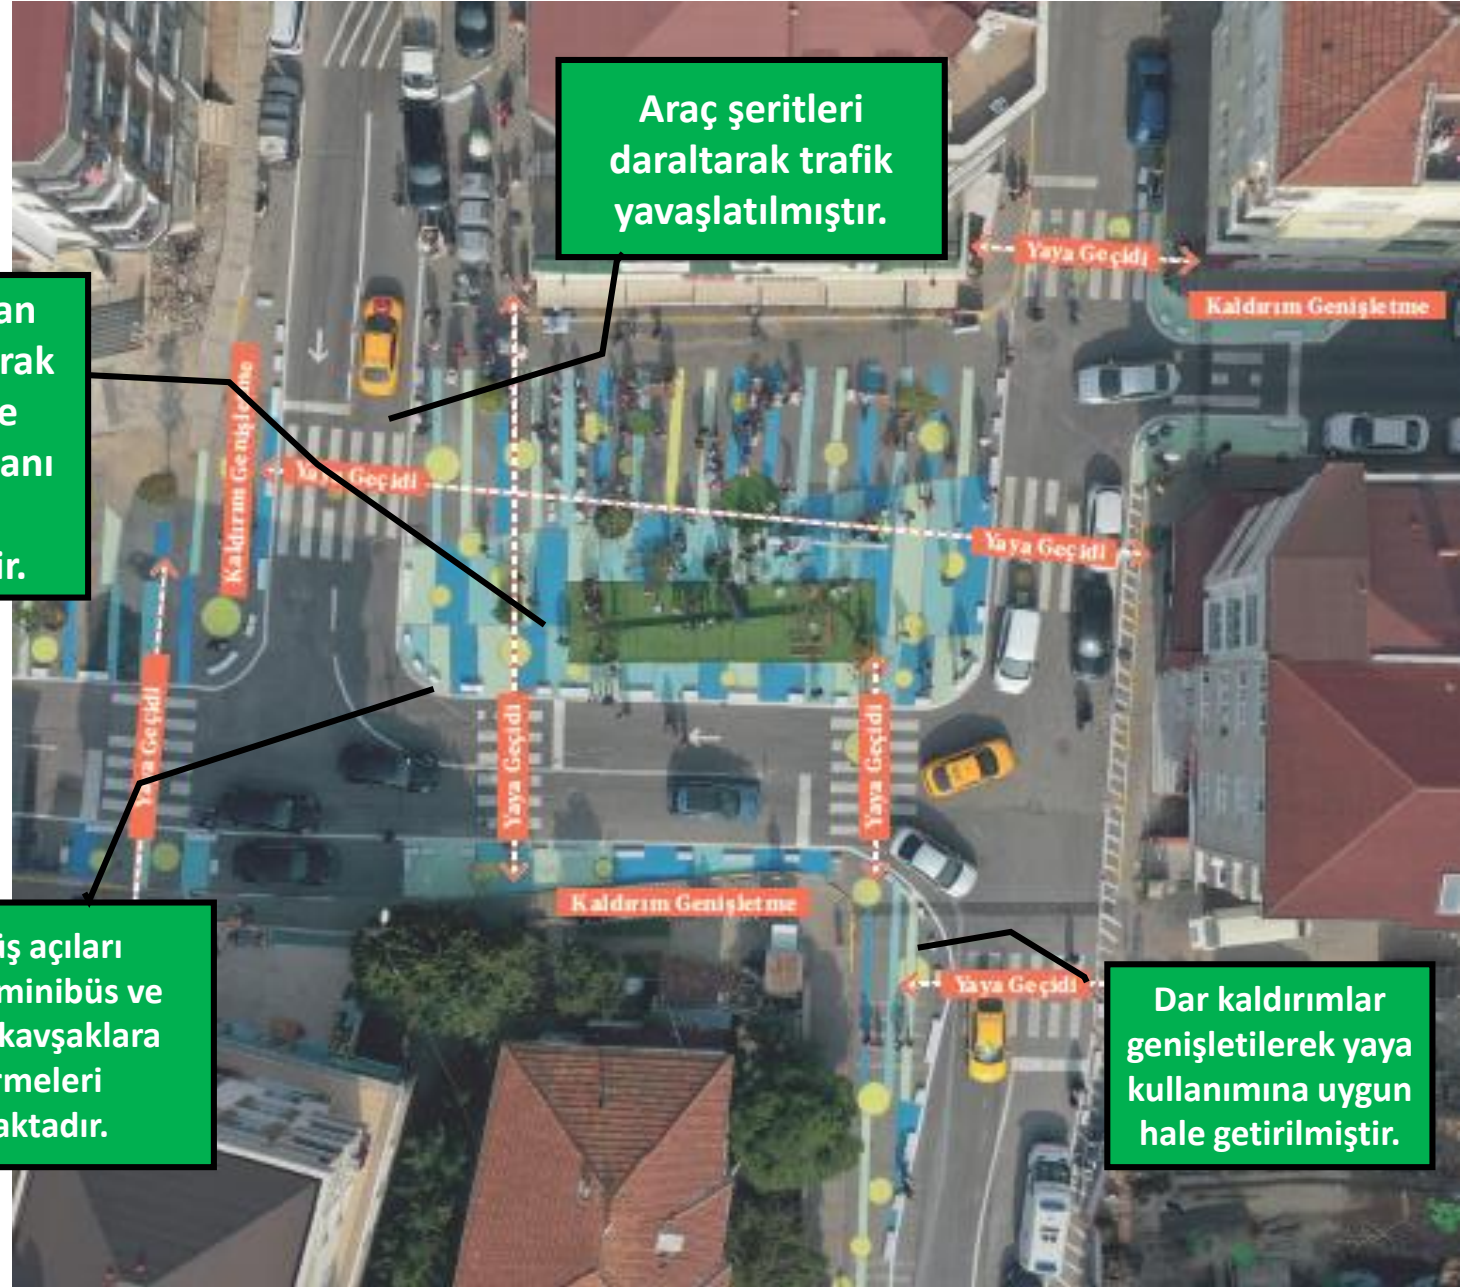 Araç şeritleri
daraltarak trafik
yavaşlatılmıştır.
Yaya Geçidi
Kaldırım Genişletme
an
rak
e
anı
ir.
Kaldırım Genişletme
Yaya Geçidi
Yaya Geçidi
Yaya Geçidi
Yaya Geçidi
Yaya Geçidi
Kaldırım Genişletme
üş açıları
minibüs ve
kavşaklara
rmeleri
aktadır.
Yaya Geçidi
Dar kaldırımlar
genişletilerek yaya
kullanımına uygun
hale getirilmiştir.